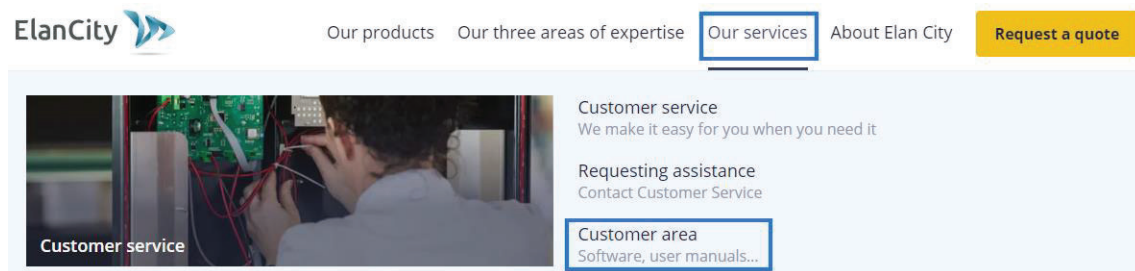 ElanCity
Our products Our three areas of expertise Our services About Elan City Request a quote
Customer service
We make it easy for you when you need it
Requesting assistance
Contact Customer Service
Customer area
Software, user manuals...
Customer service